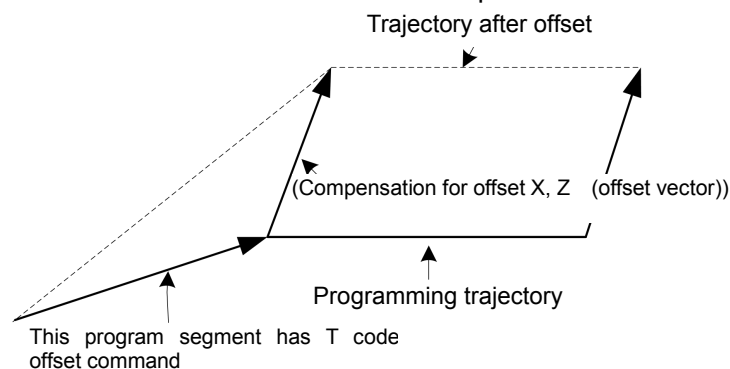 Trajectory after offset
(Compensation for offset X, Z (offset vector))
Programming trajectory
This program segment has T code
offset command